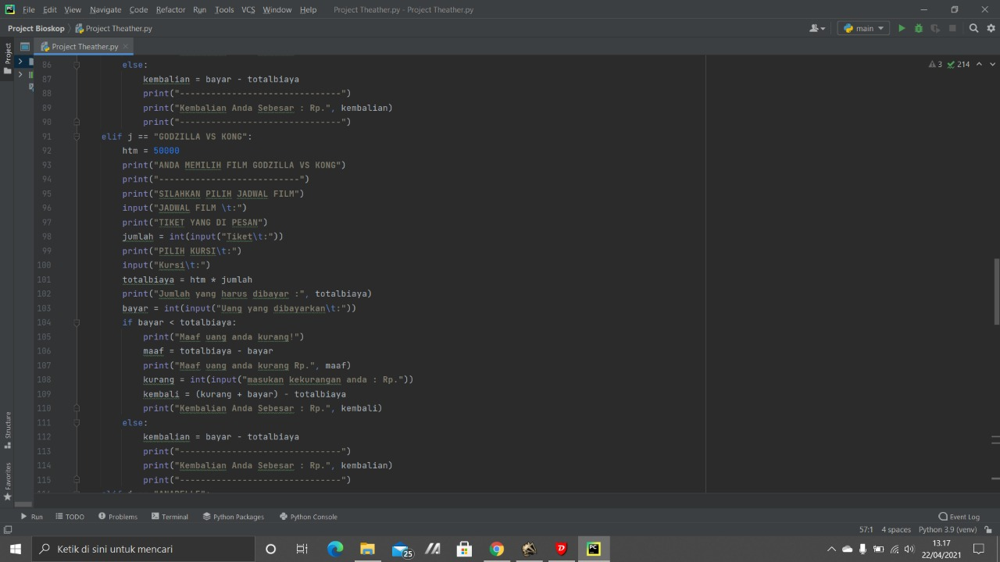 File Edit View Navigate Code Refactor Run Tools VCS Window Help Project Theather.py - Project Theather.py
Project Bioskop Project Theather.py main
Project Theather.py
Project
3 214
86 else:
87 kembalian = bayar - totalbiaya
88 print("-------------------------------")
89 print("Kembalian Anda Sebesar : Rp.", kembalian)
90 print("-------------------------------")
91 elif j == "GODZILLA VS KONG":
92 htm = 50000
93 print("ANDA MEMILIH FILM GODZILLA VS KONG")
94 print("---------------------------")
95 print("SILAHKAN PILIH JADWAL FILM")
96 input("JADWAL FILM \t:")
97 print("TIKET YANG DI PESAN")
98 jumlah = int(input("Tiket\t:"))
99 print("PILIH KURSI\t:")
100 input("Kursi\t:")
101 totalbiaya = htm * jumlah
102 print("Jumlah yang harus dibayar :", totalbiaya)
103 bayar = int(input("Uang yang dibayarkan\t:"))
104 if bayar < totalbiaya:
105 print("Maaf uang anda kurang!")
106 maaf = totalbiaya - bayar
107 print("Maaf uang anda kurang Rp.", maaf)
108 kurang = int(input("masukan kekurangan anda : Rp."))
109 kembali = (kurang + bayar) - totalbiaya
110 print("Kembalian Anda Sebesar : Rp.", kembali)
111 else:
112 kembalian = bayar - totalbiaya
113 print("-------------------------------")
114 print("Kembalian Anda Sebesar : Rp.", kembalian)
115 print("-------------------------------")
Structure
Favorites
Run TODO Problems Terminal Python Packages Python Console Event Log
57:1 4 spaces Python 3.9 (venv)
Ketik di sini untuk mencari 25 PC 13.17
22/04/2021